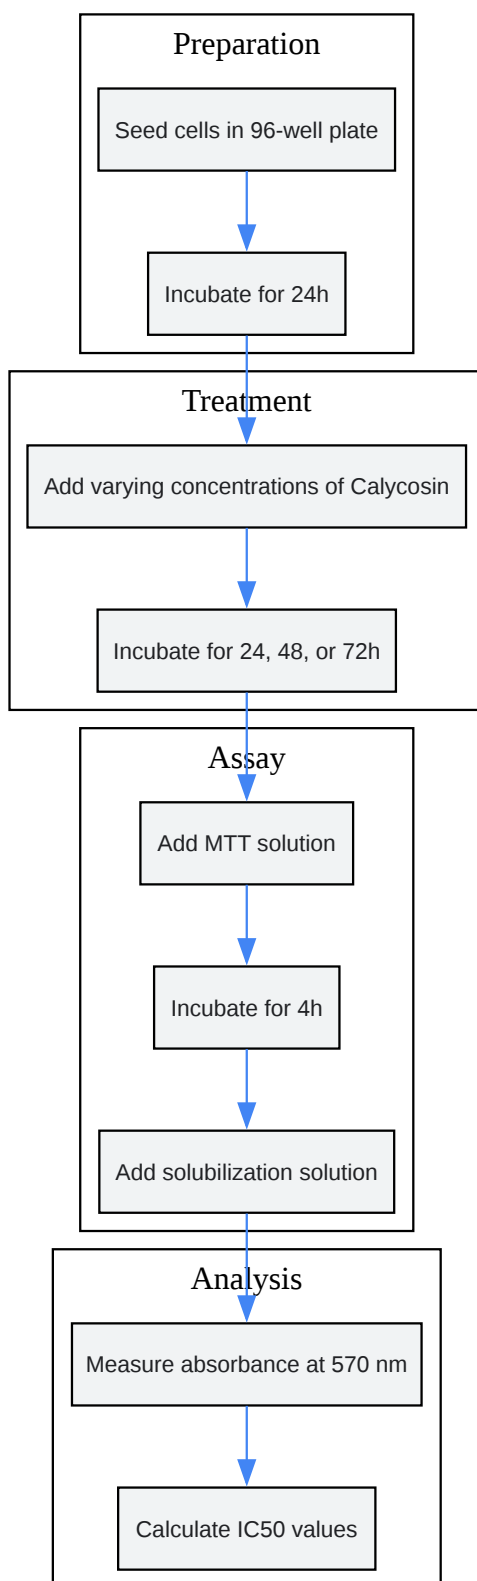 Preparation
Seed cells in 96-well plate
Incubate for 24h
Treatment
Add varying concentrations of Calycosin
Incubate for 24, 48, or 72h
Assay
Add MTT solution
Incubate for 4h
Add solubilization solution
Analysis
Measure absorbance at 570 nm
Calculate IC50 values